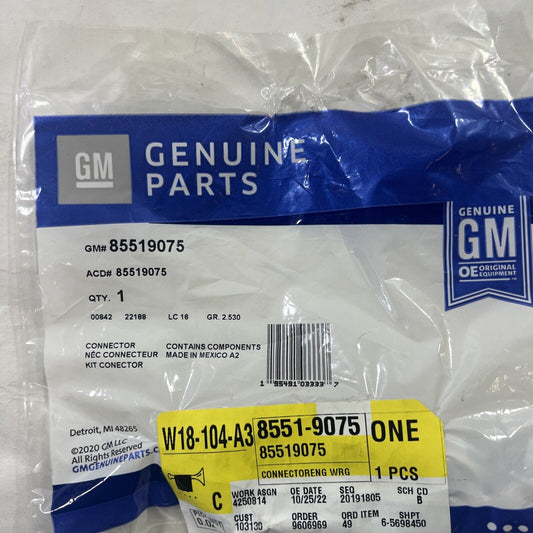 GM
GENUINE
PARTS
GENUINE
GM
OE ORIGINAL
EQUIPMENT
GM# 85519075
ACD# 85519075
QTY. 1
00842 22188 LC 16 GR. 2.530
CONNECTOR CONTAINS COMPONENTS
NÉC CONNECTEUR MADE IN MEXICO A2
KIT CONECTOR
Detroit, MI 48265
©2020 GM LLC
All Rights Reserved
GMGENUINEPARTS.C
W18-104-A3 8551-9075 ONE
85519075
CONNECTORENG WRG 1 PCS
C
WORK ASGN OE DATE SEQ SCH CD
4250814 10/25/22 20191805 B
CUST ORDER ORD ITEM SHPT
103130 9606969 49 6-5698450